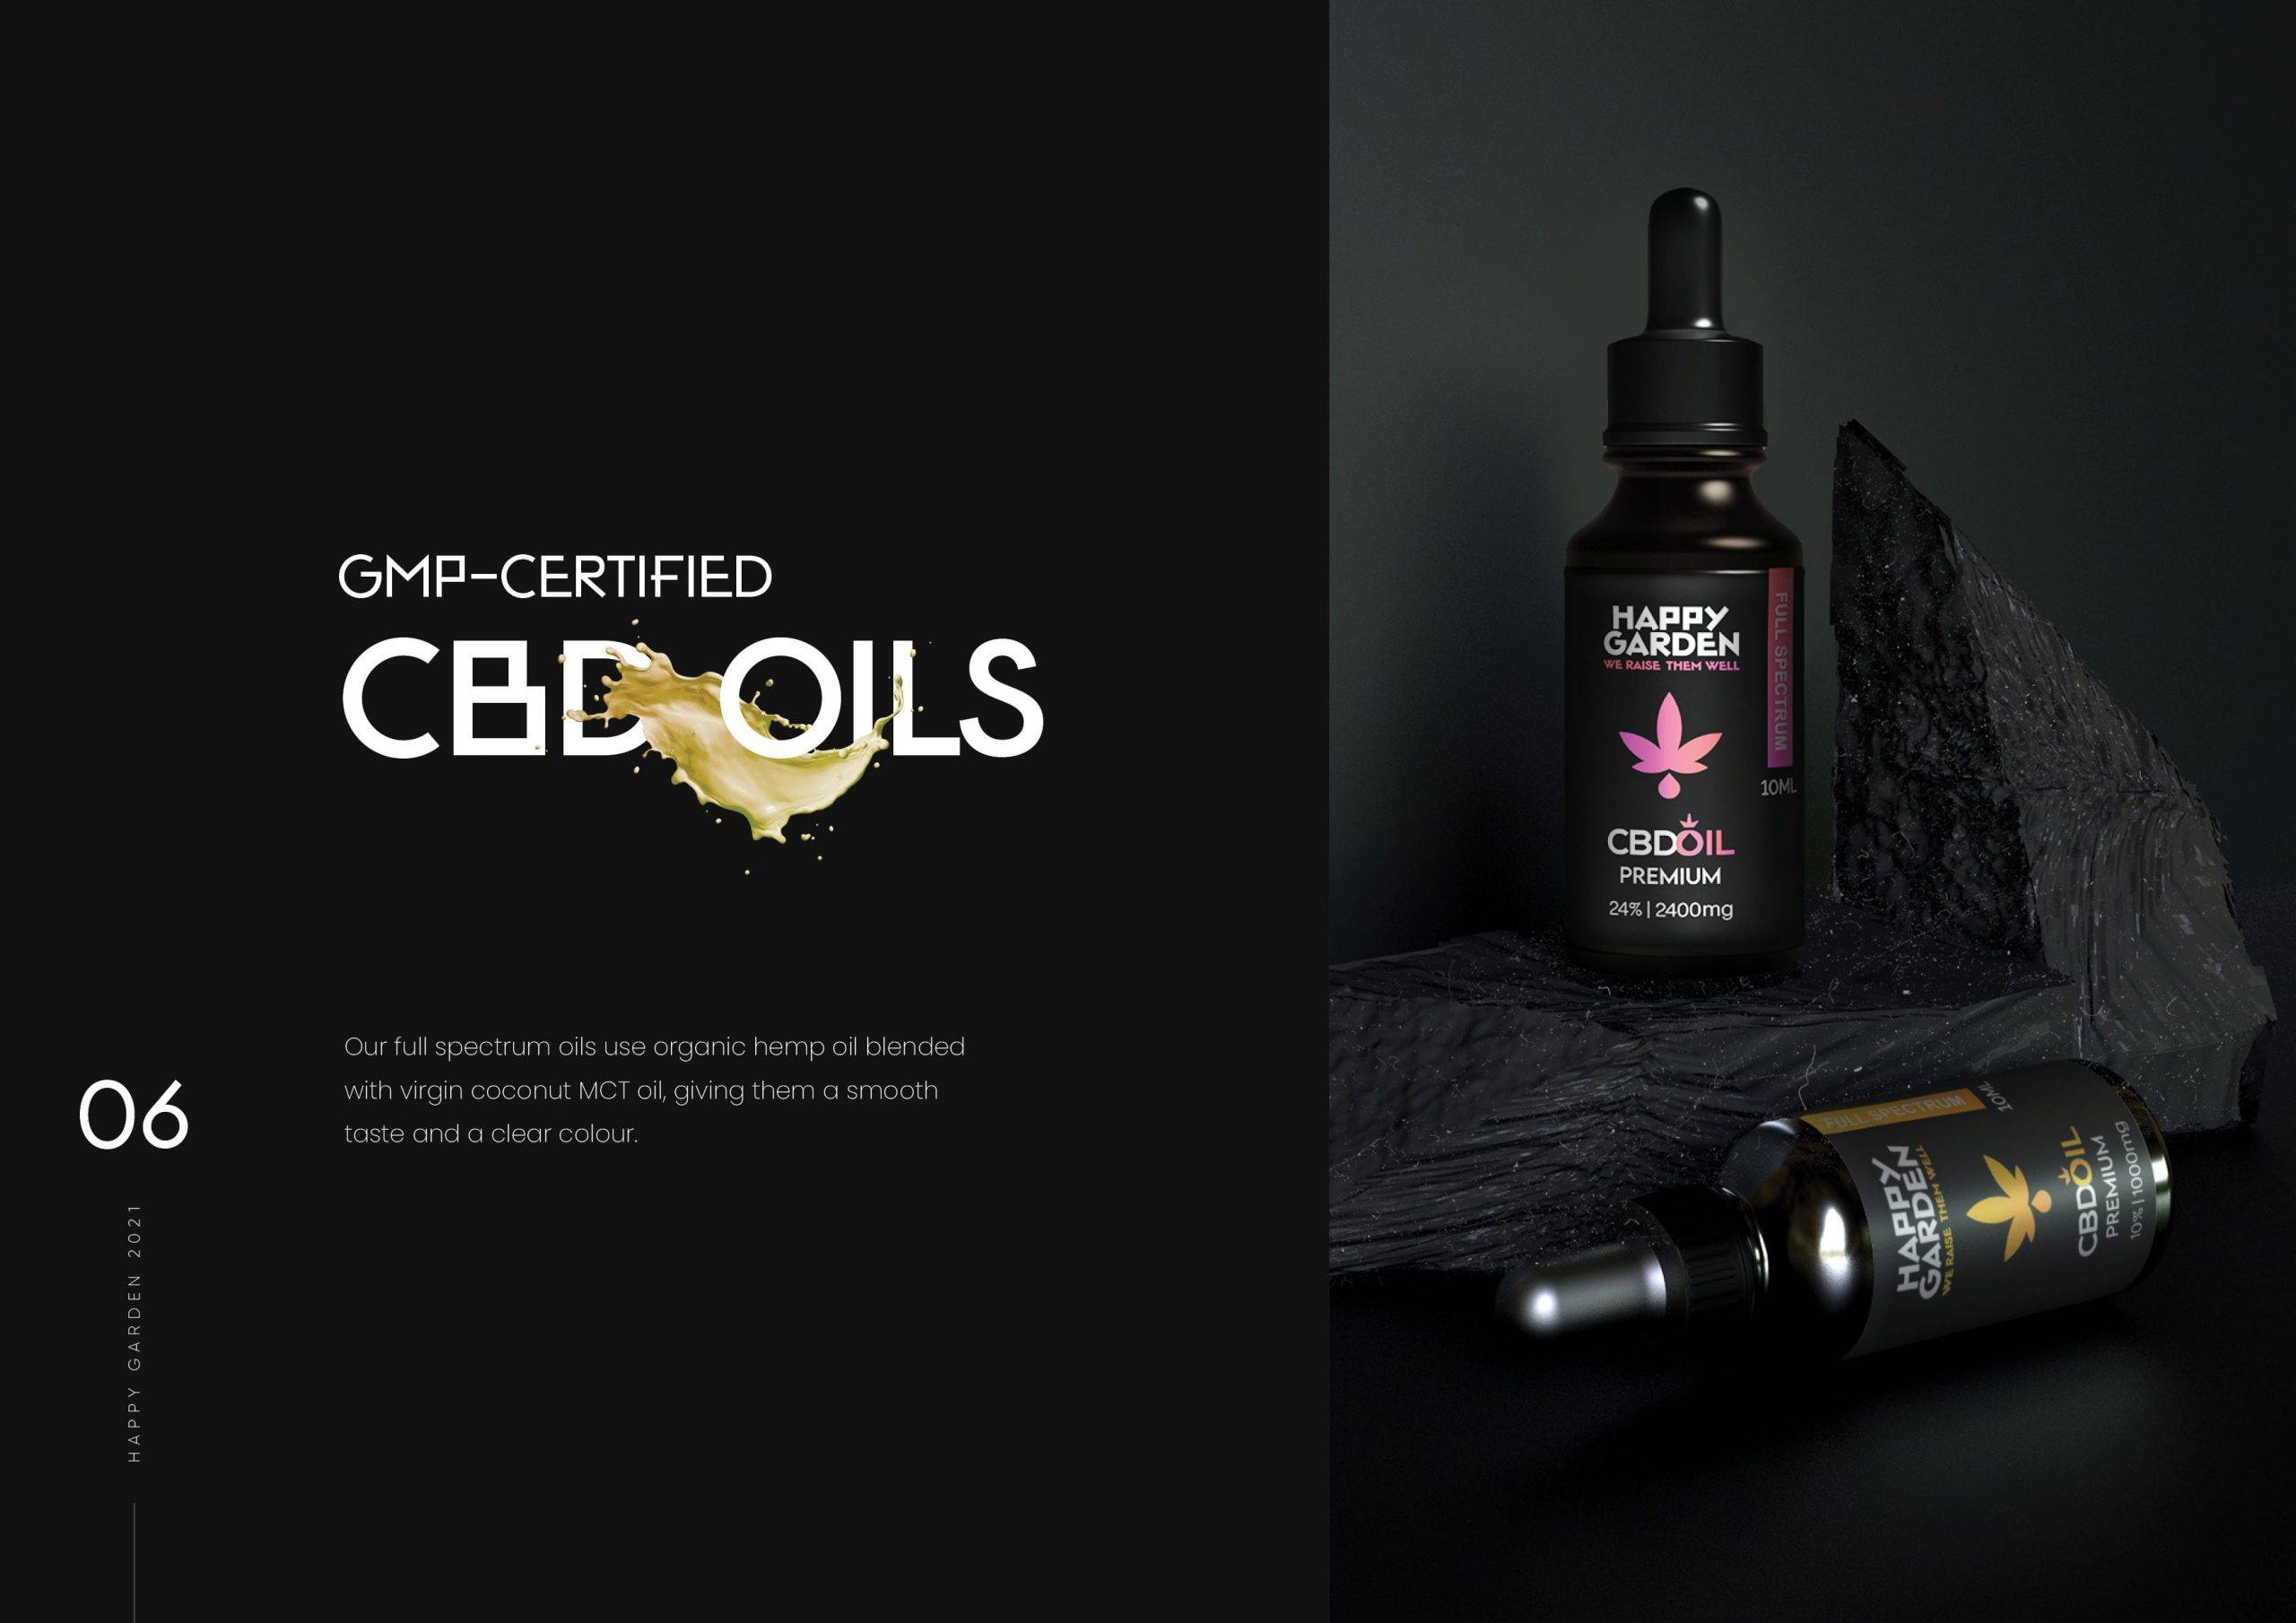 GMP-CERTIFIED
CBD OILS
Our full spectrum oils use organic hemp oil blended
with virgin coconut MCT oil, giving them a smooth
taste and a clear colour.
06
HAPPY GARDEN 2021
HAPPY
GARDEN
WE RAISE THEM WELL
FULL SPECTRUM
10ML
CBDOIL
PREMIUM
24% | 2400mg
FULL SPECTRUM
10ML
HAPPY
GARDEN
WE RAISE THEM WELL
CBDOIL
PREMIUM
10% | 1000mg